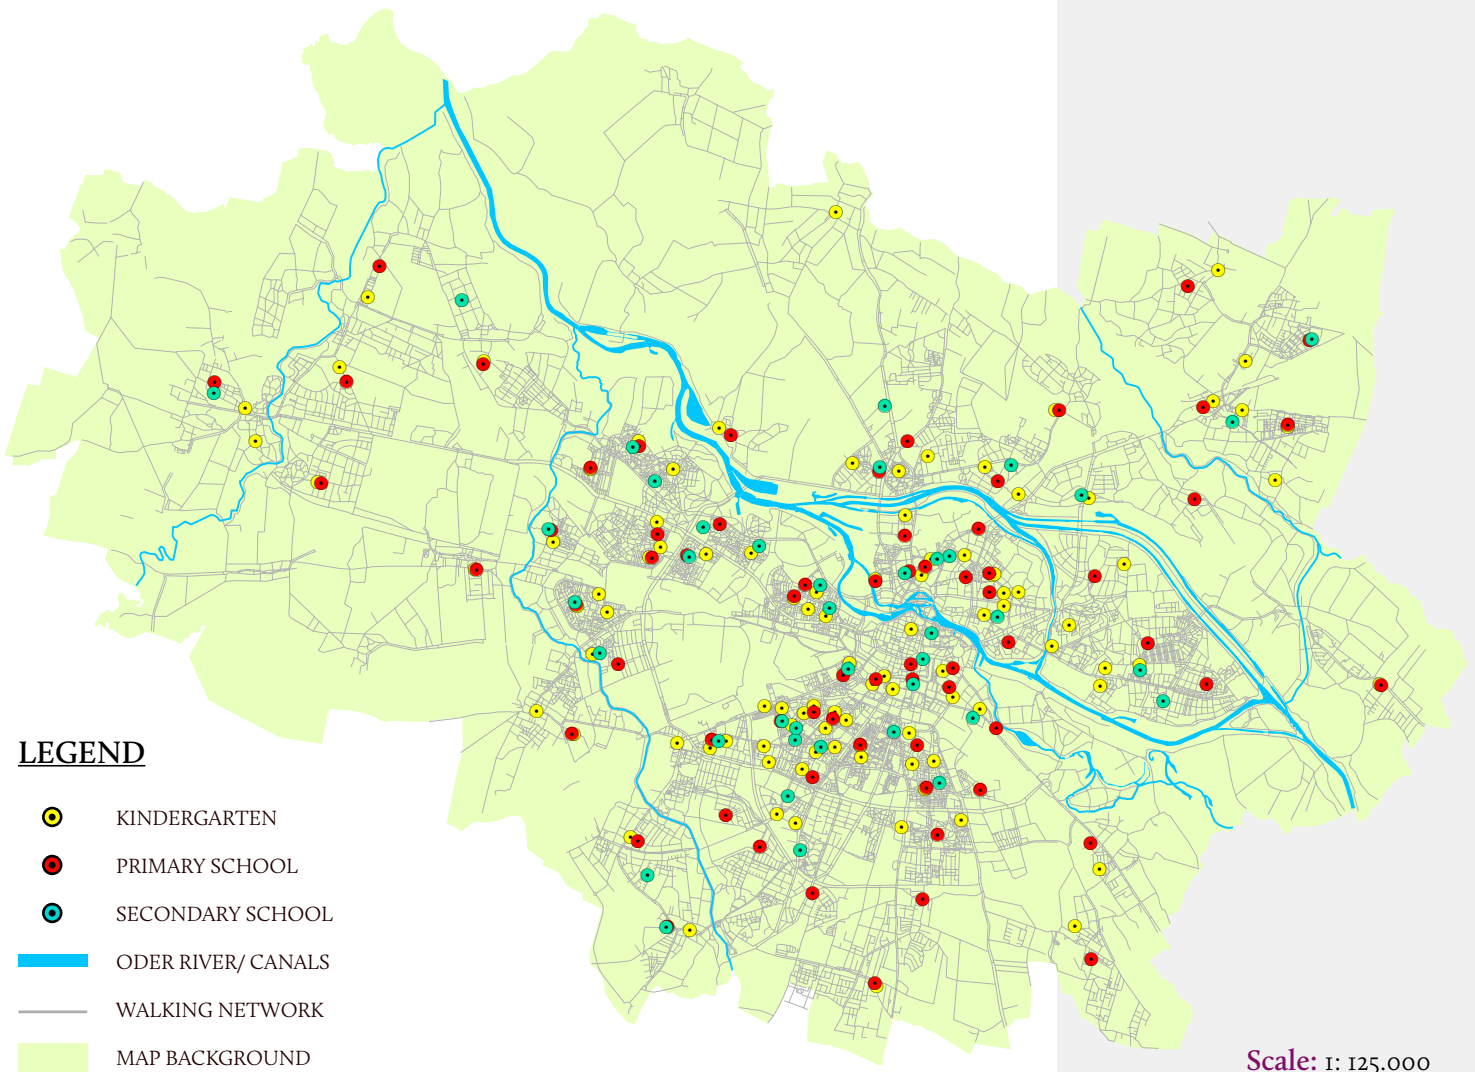 LEGEND
KINDERGARTEN
PRIMARY SCHOOL
SECONDARY SCHOOL
ODER RIVER/ CANALS
WALKING NETWORK
MAP BACKGROUND
Scale: 1: 125.000